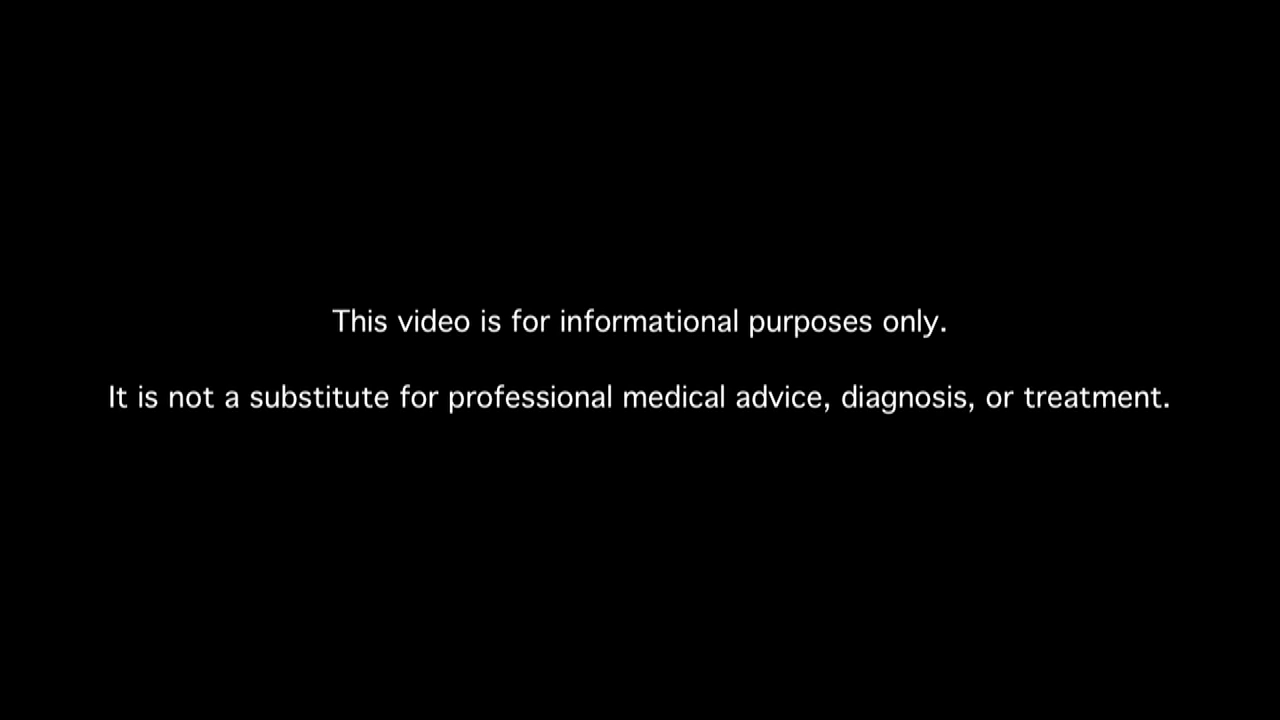 This video is for informational purposes only.
It is not a substitute for professional medical advice, diagnosis, or treatment.